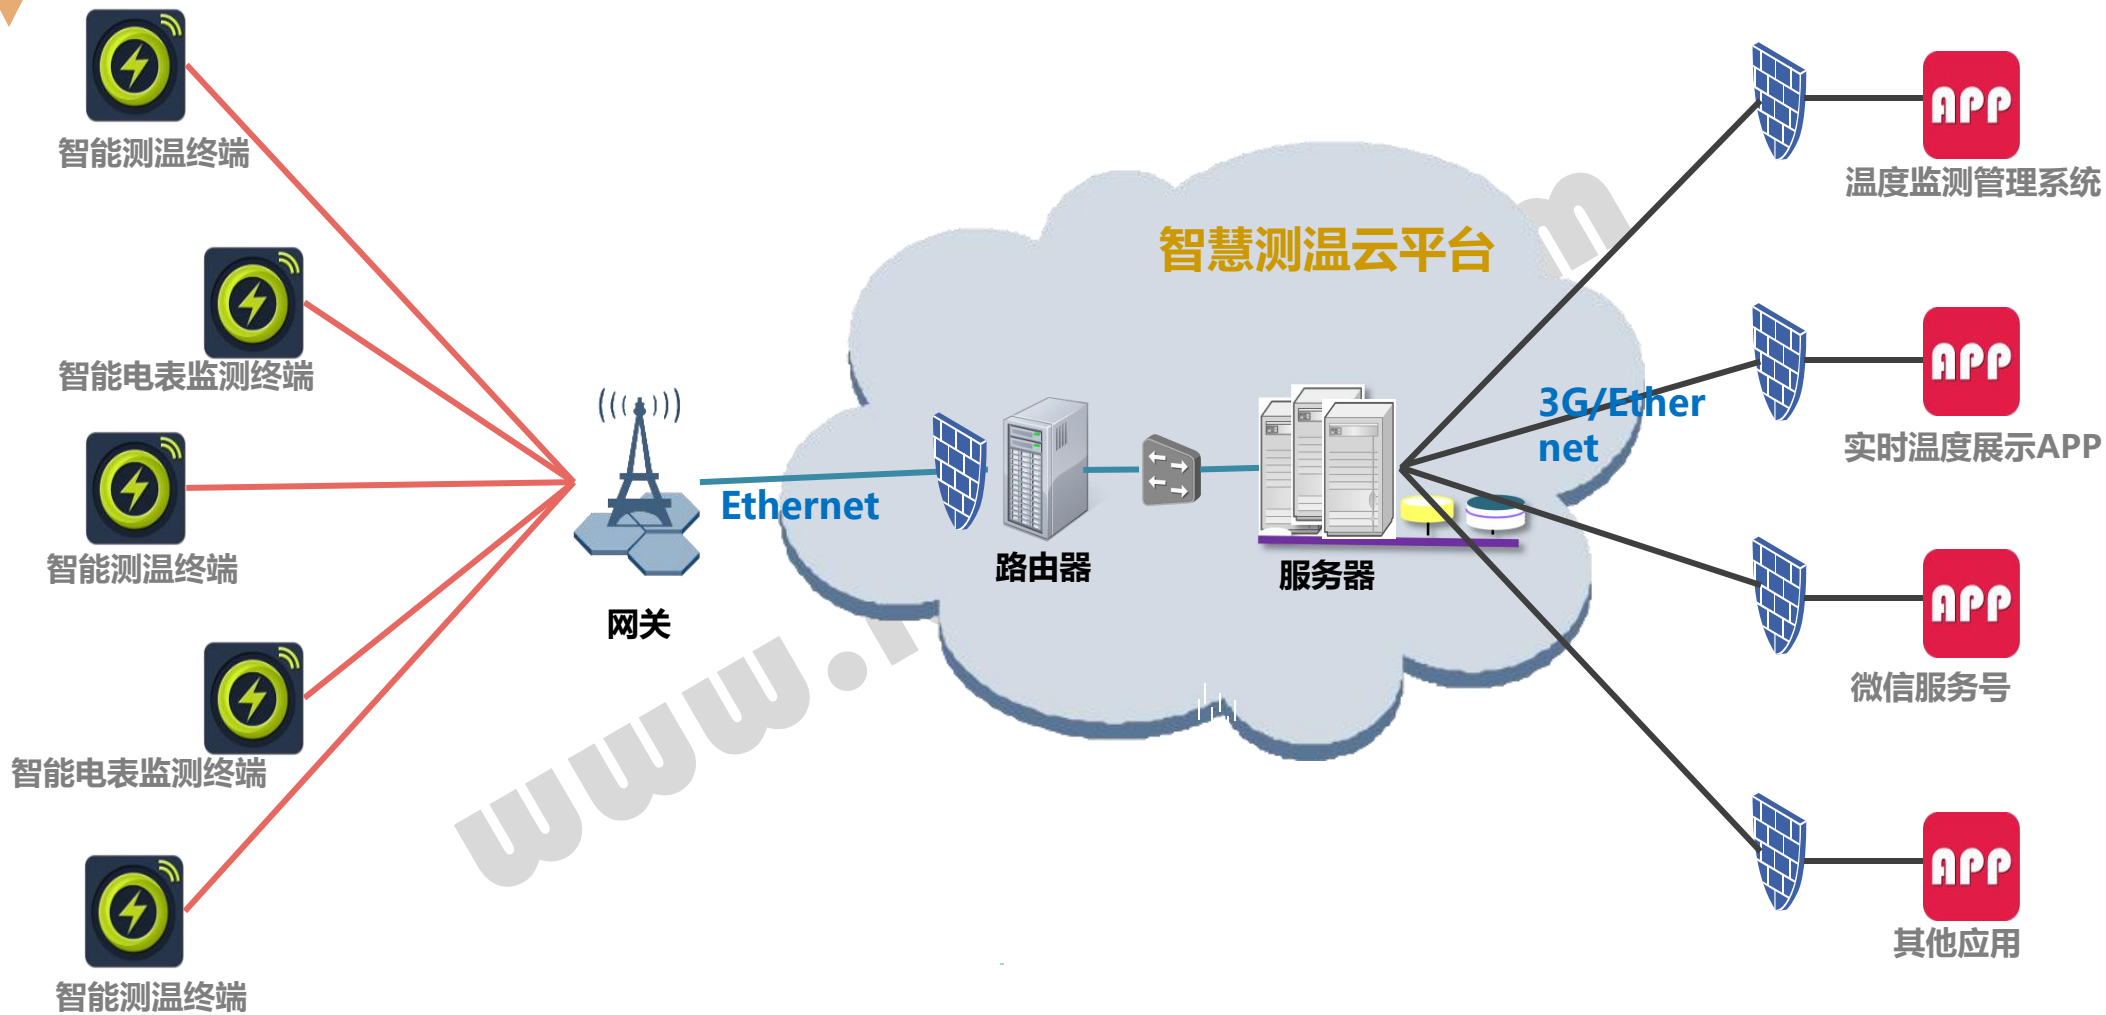 智能测温终端
智能电表监测终端
智能测温终端
智能电表监测终端
智能测温终端
网关
Ethernet
智慧测温云平台
路由器
服务器
3G/Ether
net
APP
温度监测管理系统
APP
实时温度展示APP
APP
微信服务号
APP
其他应用
www.
m